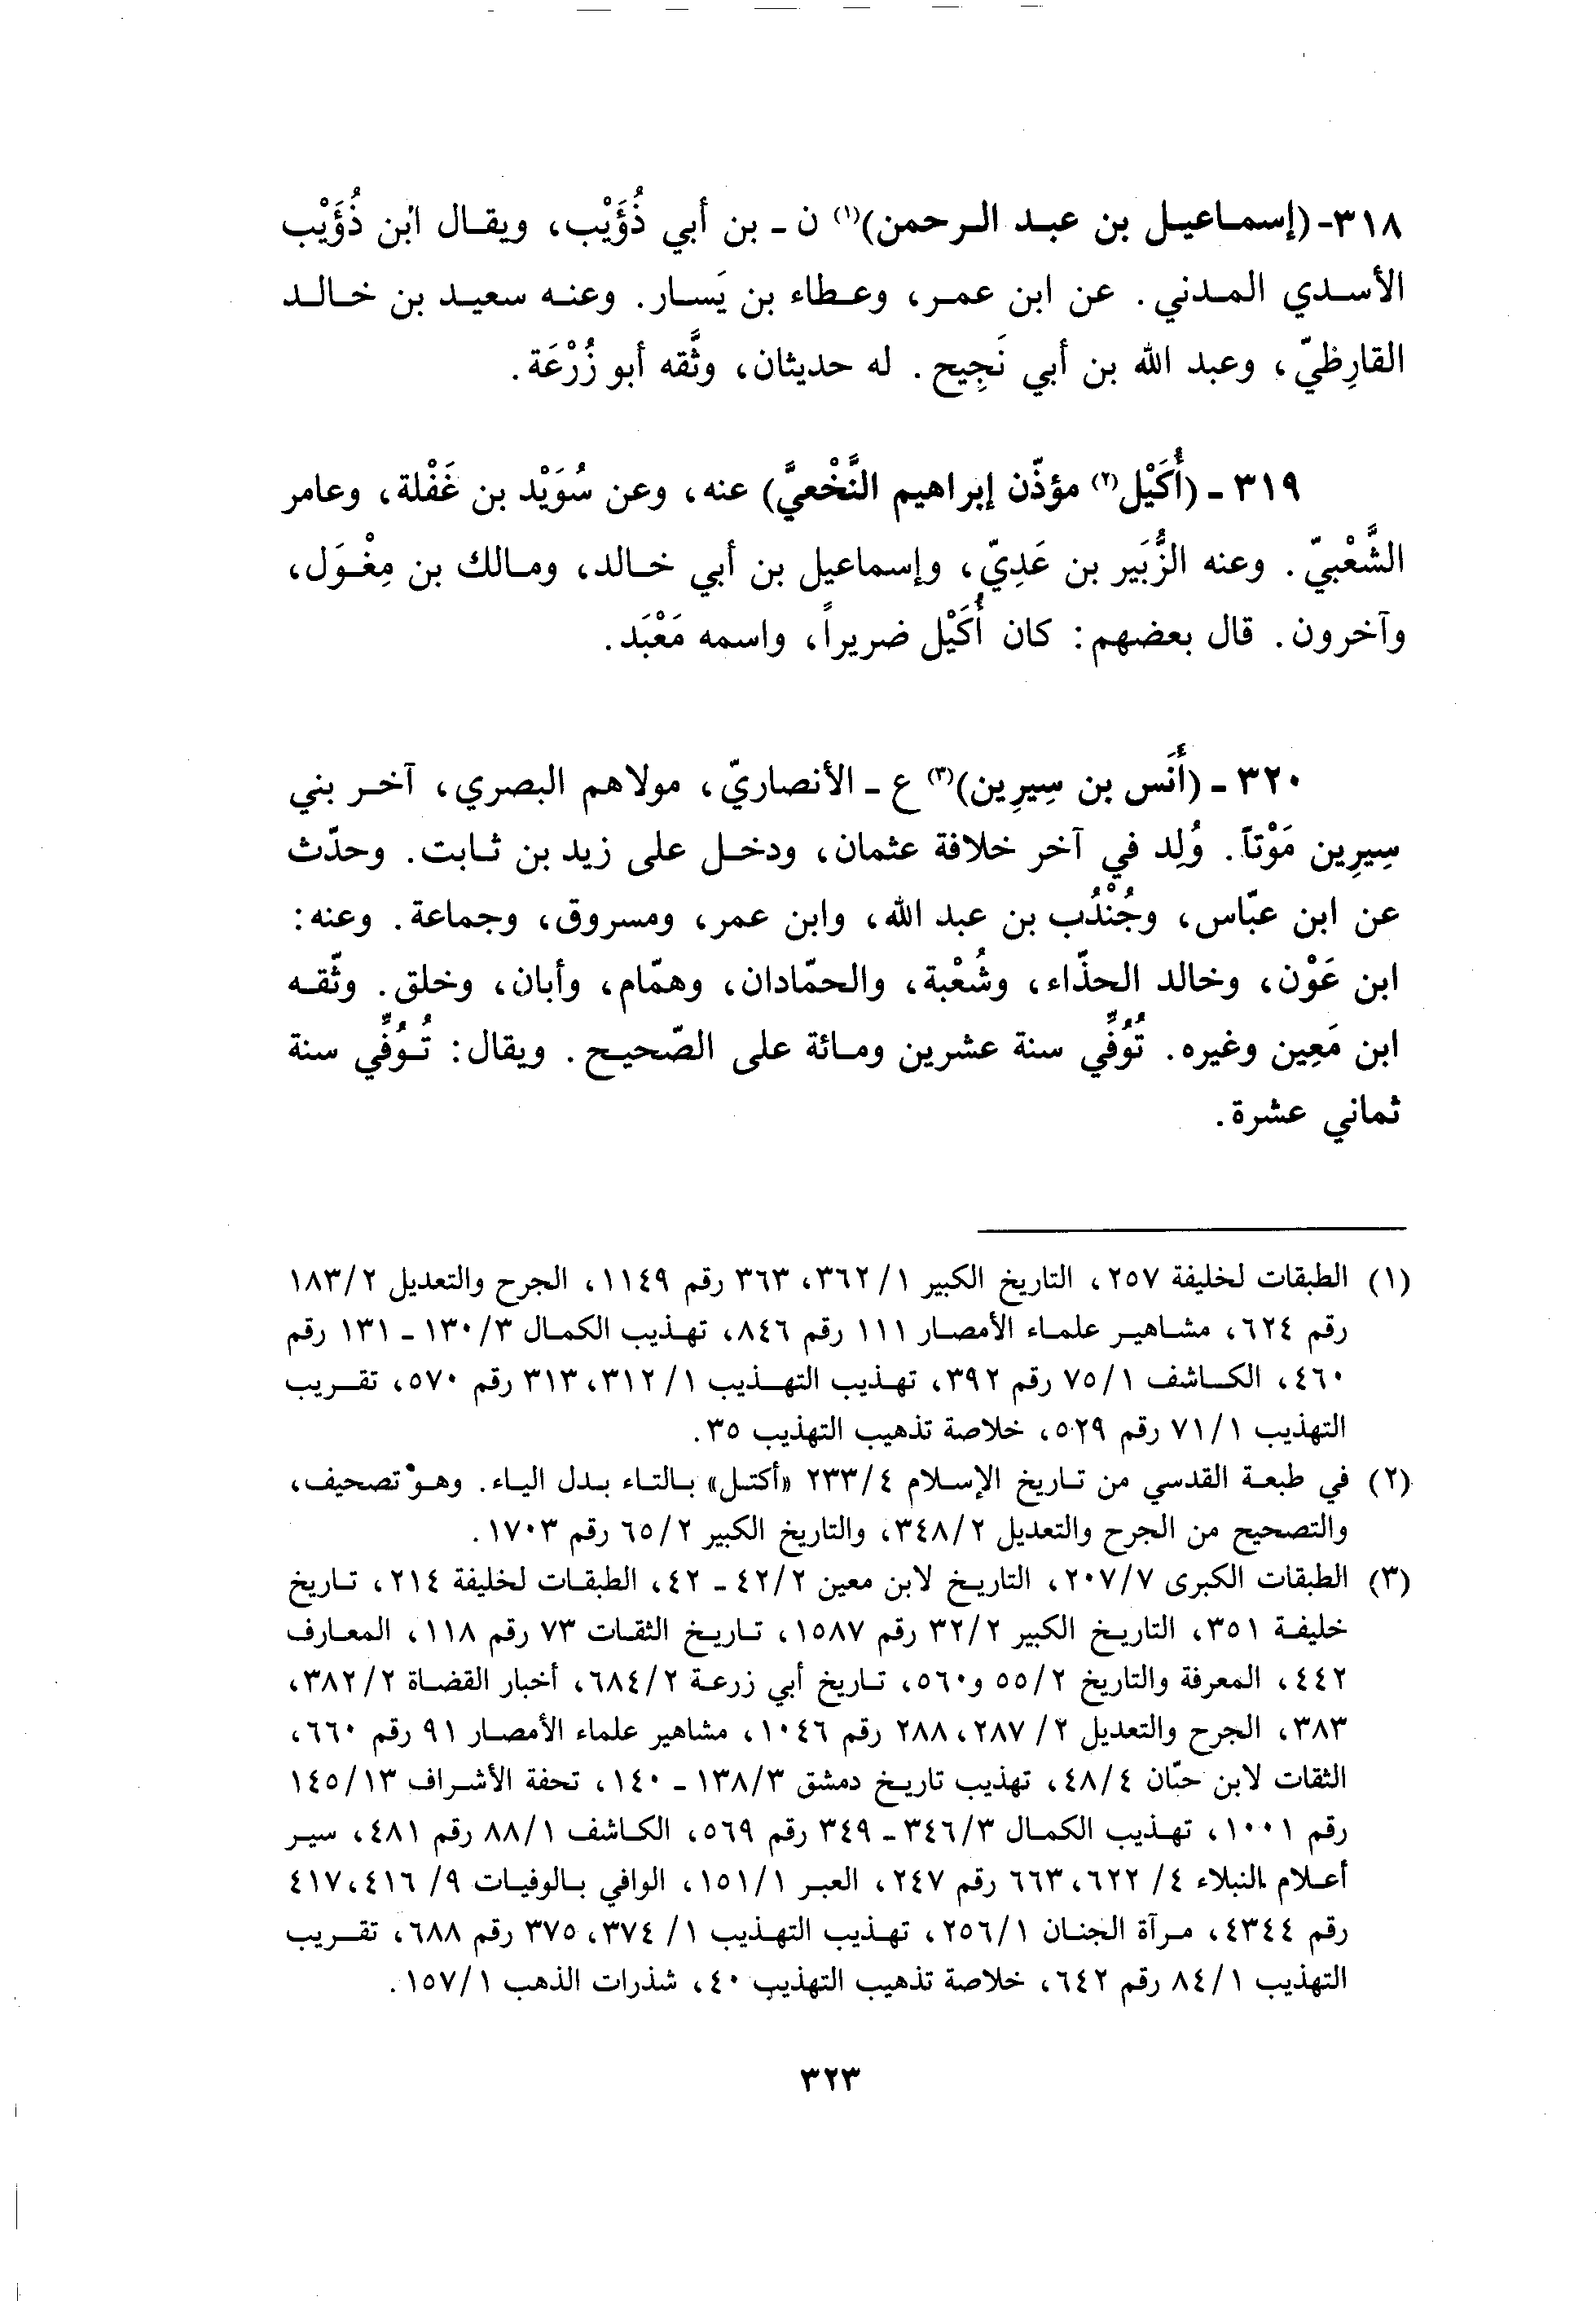 ٣١٨- (إسماعيل بن عبد الرحمن)(١) ن - بن أبي ذُؤَيْب، ويقال ابن ذُؤَيْب
الأسدي المدني. عن ابن عمر، وعطاء بن يَسار. وعنه سعيد بن خالد
القارِظيّ، وعبد الله بن أبي نَجِيح. له حديثان، وثَّقه أبو زُرْعَة.
٣١٩ - (أُكَيْل(٢) مؤذّن إبراهيم النَّخْعيّ) عنه، وعن سُوَيْد بن غَفْلة، وعامر
الشَّعْبيّ. وعنه الزُّبَير بن عَدِيّ، وإسماعيل بن أبي خالد، ومالك بن مِغْوَل،
وآخرون. قال بعضهم: كان أُكَيْل ضريراً، واسمه مَعْبَد.
٣٢٠ - (أَنَس بن سِيرِين)(٣) ع - الأنصاريّ، مولاهم البصري، آخر بني
سِيرِين مَوْتاً. وُلِد في آخر خلافة عثمان، ودخل على زيد بن ثابت. وحدّث
عن ابن عبّاس، وجُنْدُب بن عبد الله، وابن عمر، ومسروق، وجماعة. وعنه:
ابن عَوْن، وخالد الحذّاء، وشُعْبة، والحمّادان، وهمّام، وأبان، وخلق. وثّقه
ابن مَعِين وغيره. تُوُفِّي سنة عشرين ومائة على الصّحيح. ويقال: تُوُفِّي سنة
ثماني عشرة.
(١) الطبقات لخليفة ٢٥٧، التاريخ الكبير ١/ ٣٦٢، ٣٦٣ رقم ١١٤٩، الجرح والتعديل ١٨٣/٢
رقم ٦٢٤، مشاهير علماء الأمصار ١١١ رقم ٨٤٦، تهذيب الكمال ١٣٠/٣ - ١٣١ رقم
٤٦٠، الكاشف ٧٥/١ رقم ٣٩٢، تهذيب التهذيب ١/ ٣١٢، ٣١٣ رقم ٥٧٠، تقريب
التهذيب ٧١/١ رقم ٥٢٩، خلاصة تذهيب التهذيب ٣٥.
(٢) في طبعة القدسي من تاريخ الإسلام ٢٣٣/٤ «أكتل» بالتاء بدل الياء. وهو تصحيف،
والتصحيح من الجرح والتعديل ٣٤٨/٢، والتاريخ الكبير ٦٥/٢ رقم ١٧٠٣.
(٣) الطبقات الكبرى ٢٠٧/٧، التاريخ لابن معين ٤٢/٢ - ٤٢، الطبقات لخليفة ٢١٤، تاريخ
خليفة ٣٥١، التاريخ الكبير ٣٢/٢ رقم ١٥٨٧، تاريخ الثقات ٧٣ رقم ١١٨، المعارف
٤٤٢، المعرفة والتاريخ ٥٥/٢ و٥٦٠، تاريخ أبي زرعة ٦٨٤/٢، أخبار القضاة ٣٨٢/٢،
٣٨٣، الجرح والتعديل ٢/ ٢٨٧، ٢٨٨ رقم ١٠٤٦، مشاهير علماء الأمصار ٩١ رقم ٦٦٠،
الثقات لابن حبّان ٤٨/٤، تهذيب تاريخ دمشق ١٣٨/٣ - ١٤٠، تحفة الأشراف ١٤٥/١٣
رقم ١٠٠١، تهذيب الكمال ٣٤٦/٣ - ٣٤٩ رقم ٥٦٩، الكاشف ٨٨/١ رقم ٤٨١، سير
أعلام النبلاء ٤/ ٦٢٢، ٦٦٣ رقم ٢٤٧، العبر ١٥١/١، الوافي بالوفيات ٩/ ٤١٦، ٤١٧
رقم ٤٣٤٤، مرآة الجنان ٢٥٦/١، تهذيب التهذيب ١/ ٣٧٤، ٣٧٥ رقم ٦٨٨، تقريب
التهذيب ٨٤/١ رقم ٦٤٢، خلاصة تذهيب التهذيب ٤٠، شذرات الذهب ١٥٧/١.
٣٢٣